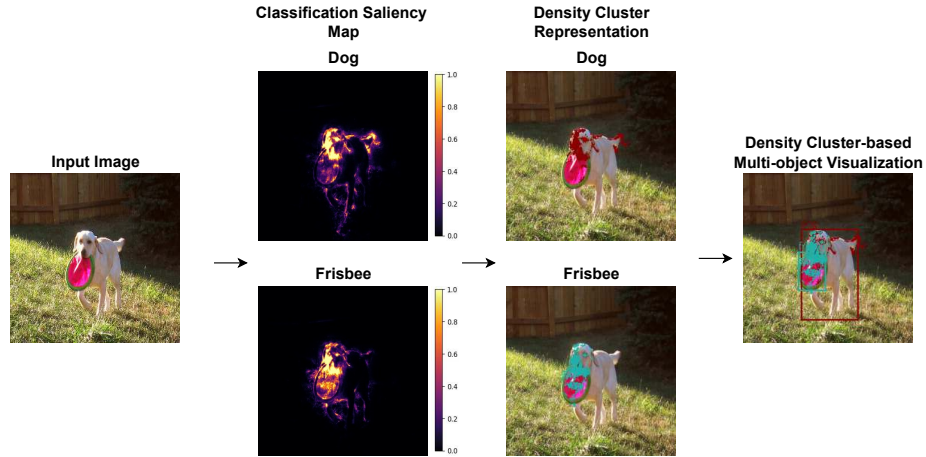 Classification Saliency
Map
Density Cluster
Representation
Dog
Dog
1.0
0.8
0.6
0.4
0.2
0.0
Input Image
Density Cluster-based
Multi-object Visualization
Frisbee
Frisbee
1.0
0.8
0.6
0.4
0.2
0.0